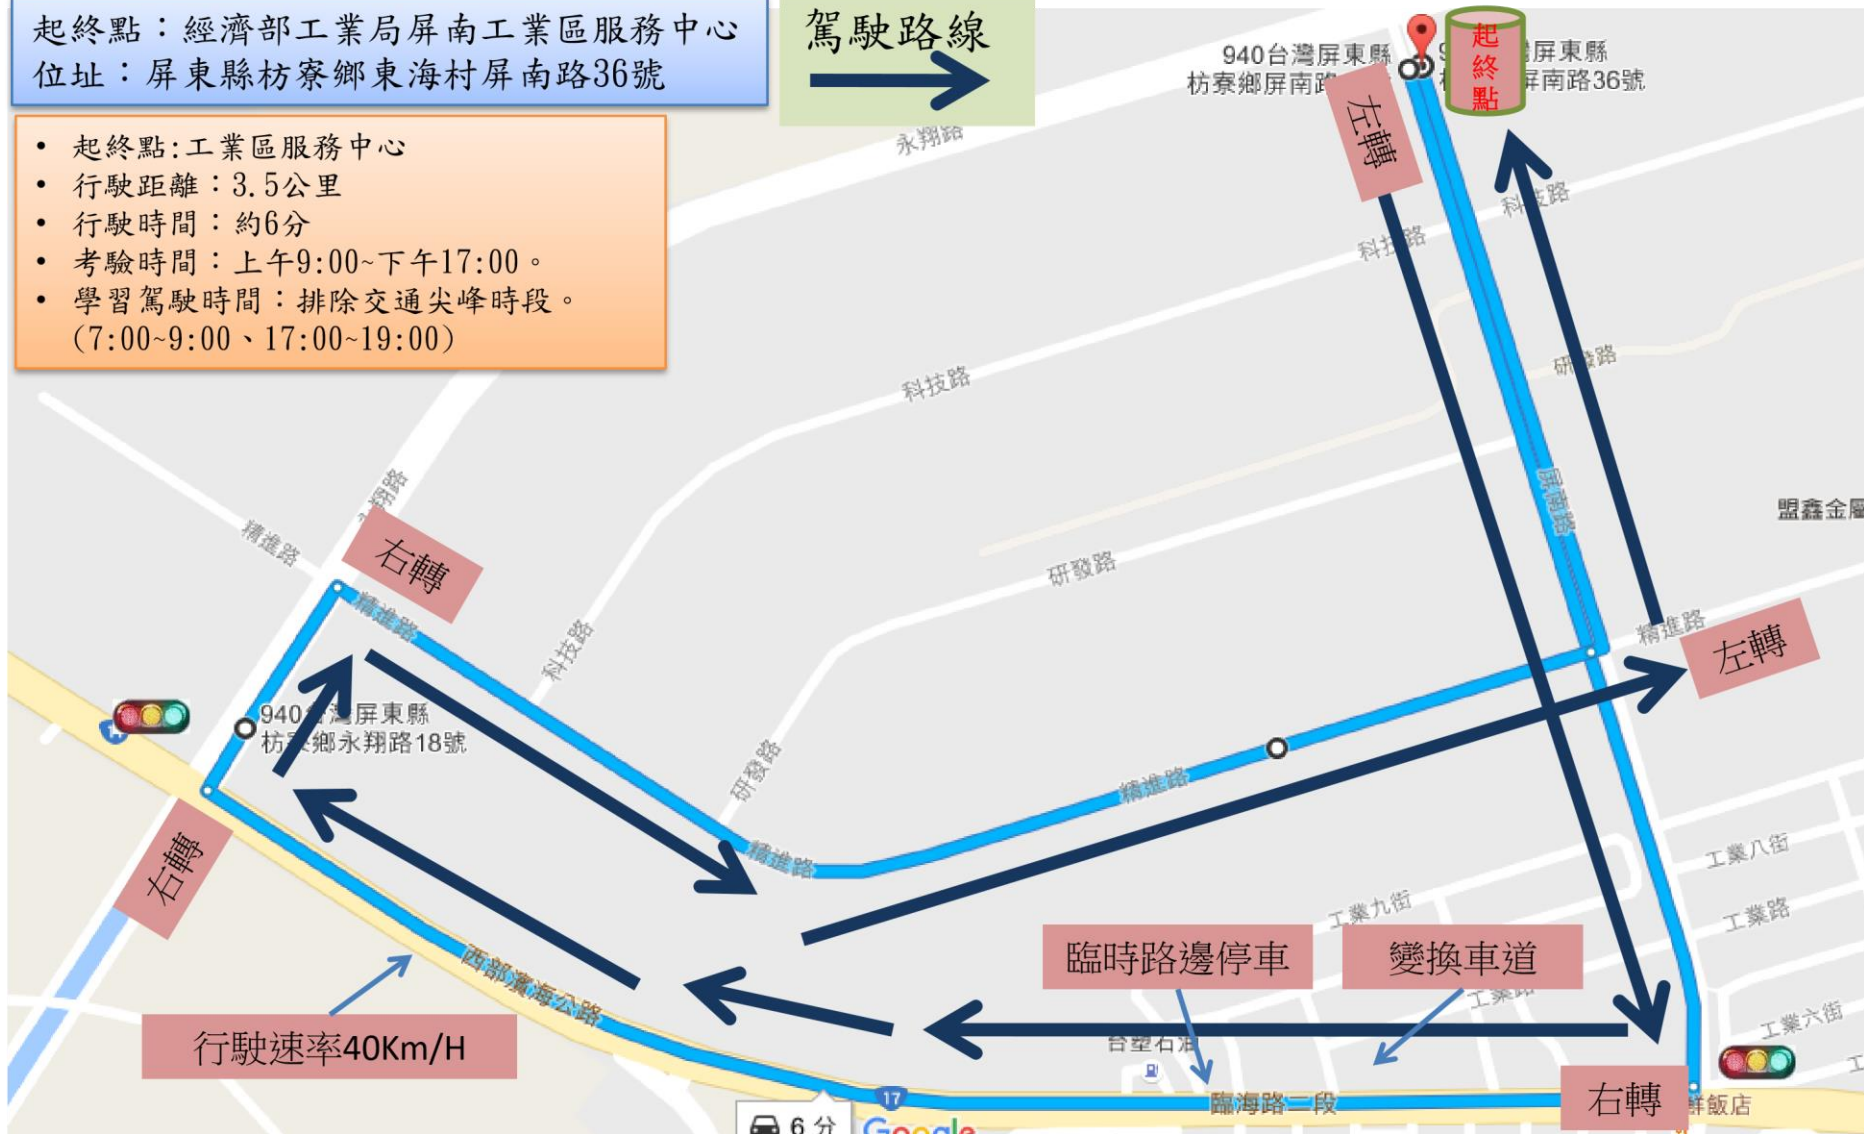 起終點：經濟部工業局屏南工業區服務中心
位址：屏東縣枋寮鄉東海村屏南路36號
駕駛路線
• 起終點:工業區服務中心
• 行駛距離：3.5公里
• 行駛時間：約6分
• 考驗時間：上午9:00~下午17:00。
• 學習駕駛時間：排除交通尖峰時段。
(7:00~9:00、17:00~19:00)
940台灣屏東縣
枋寮鄉屏南路
起終點
屏東縣
屏南路36號
左轉
永翔路
科技路
科技路
研發路
科技路
屏南路
盟鑫金屬
永翔路
精進路
右轉
研發路
精進路
科技路
精進路
左轉
940台灣屏東縣
枋寮鄉永翔路18號
研發路
精進路
精進路
右轉
工業八街
工業九街
工業路
臨時路邊停車
變換車道
西部濱海公路
工業路
工業六街
行駛速率40Km/H
台塑石油
17
臨海路二段
右轉
鮮飯店
6 分
Google